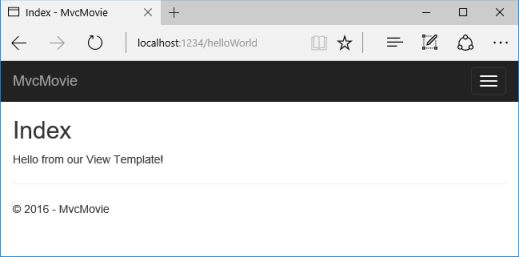 Index - MvcMovie
localhost:1234/helloWorld
MvcMovie
Index
Hello from our View Template!
© 2016 - MvcMovie